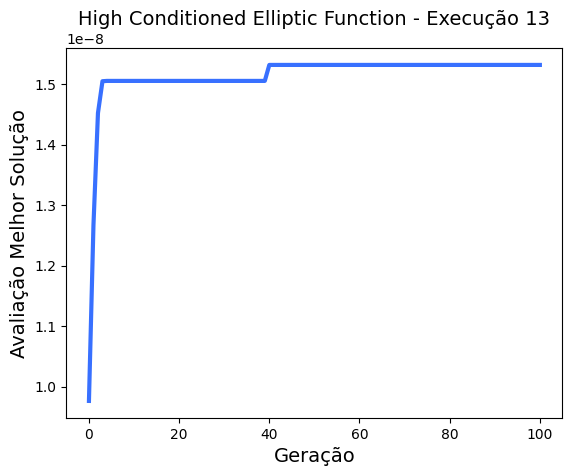 High Conditioned Elliptic Function - Execução 13
1e−8
1.5
1.4
1.3
1.2
1.1
1.0
Avaliação Melhor Solução
0 20 40 60 80 100
Geração